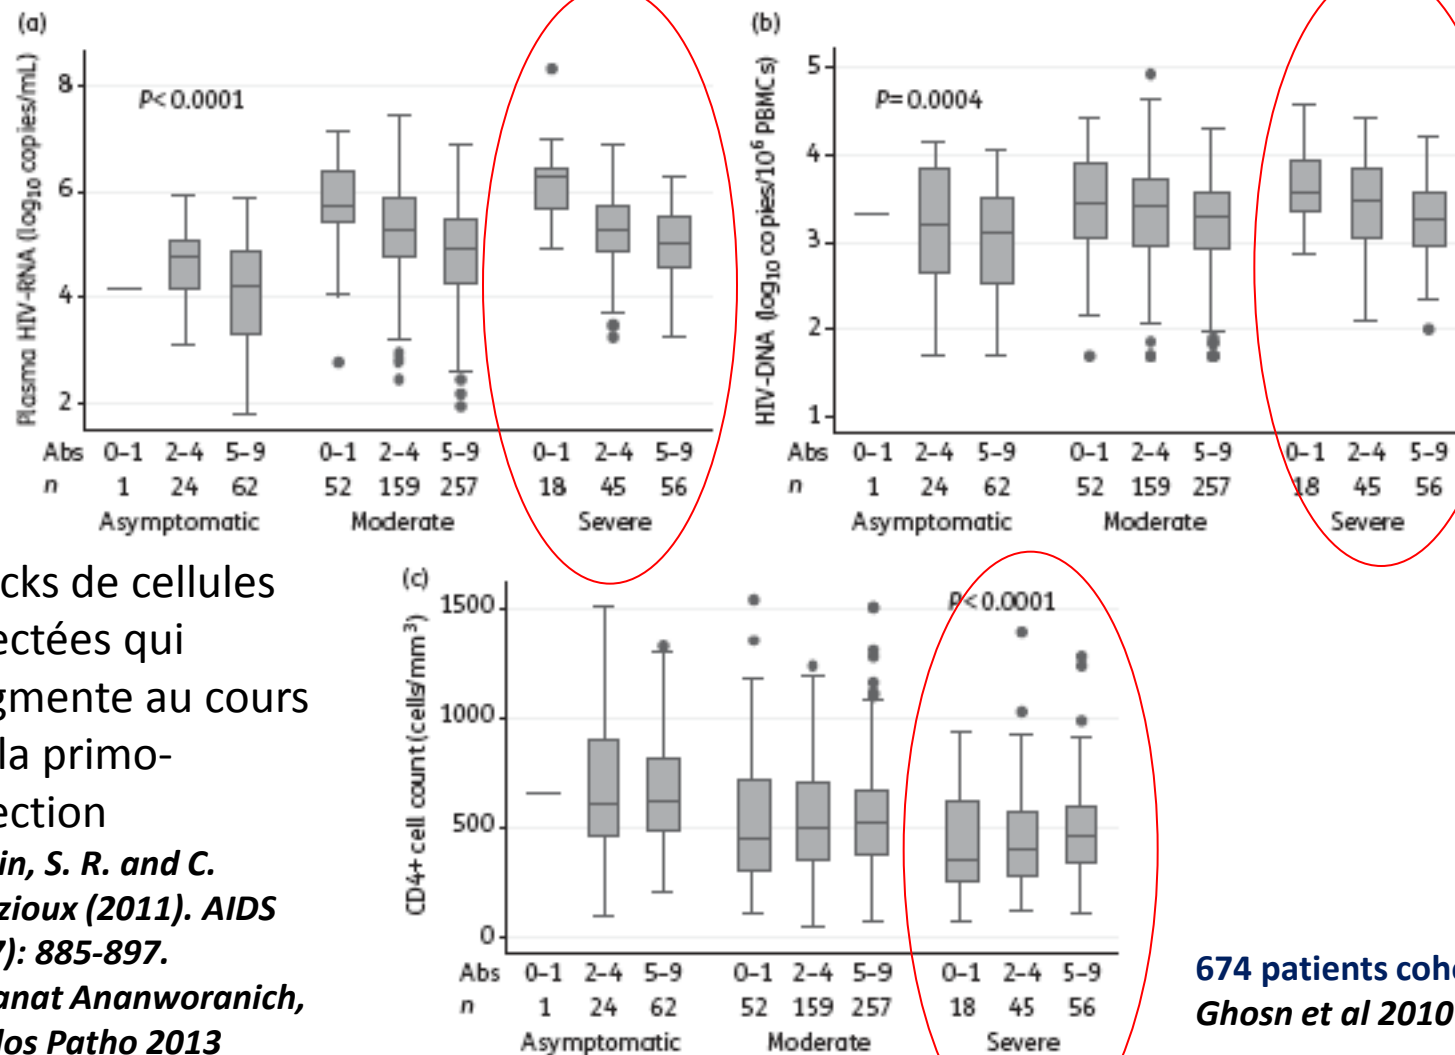 (a)
Plasma HIV-RNA (log10 copies/mL)
8
6
4
2
P<0.0001
Abs 0–1 2–4 5–9 0–1 2–4 5–9 0–1 2–4 5–9
n 1 24 62 52 159 257 18 45 56
Asymptomatic Moderate Severe
(b)
HIV-DNA (log10 copies/10⁶ PBMCs)
5
4
3
2
1
P=0.0004
Abs 0–1 2–4 5–9 0–1 2–4 5–9 0–1 2–4 5–9
n 1 24 62 52 159 257 18 45 56
Asymptomatic Moderate Severe
cks de cellules
ectées qui
gmente au cours
la primo-
ection
in, S. R. and C.
zioux (2011). AIDS
7): 885-897.
anat Ananworanich,
los Patho 2013
(c)
CD4+ cell count (cells/mm³)
1500
1000
500
0
P<0.0001
Abs 0–1 2–4 5–9 0–1 2–4 5–9 0–1 2–4 5–9
n 1 24 62 52 159 257 18 45 56
Asymptomatic Moderate Severe
674 patients coh
Ghosn et al 2010